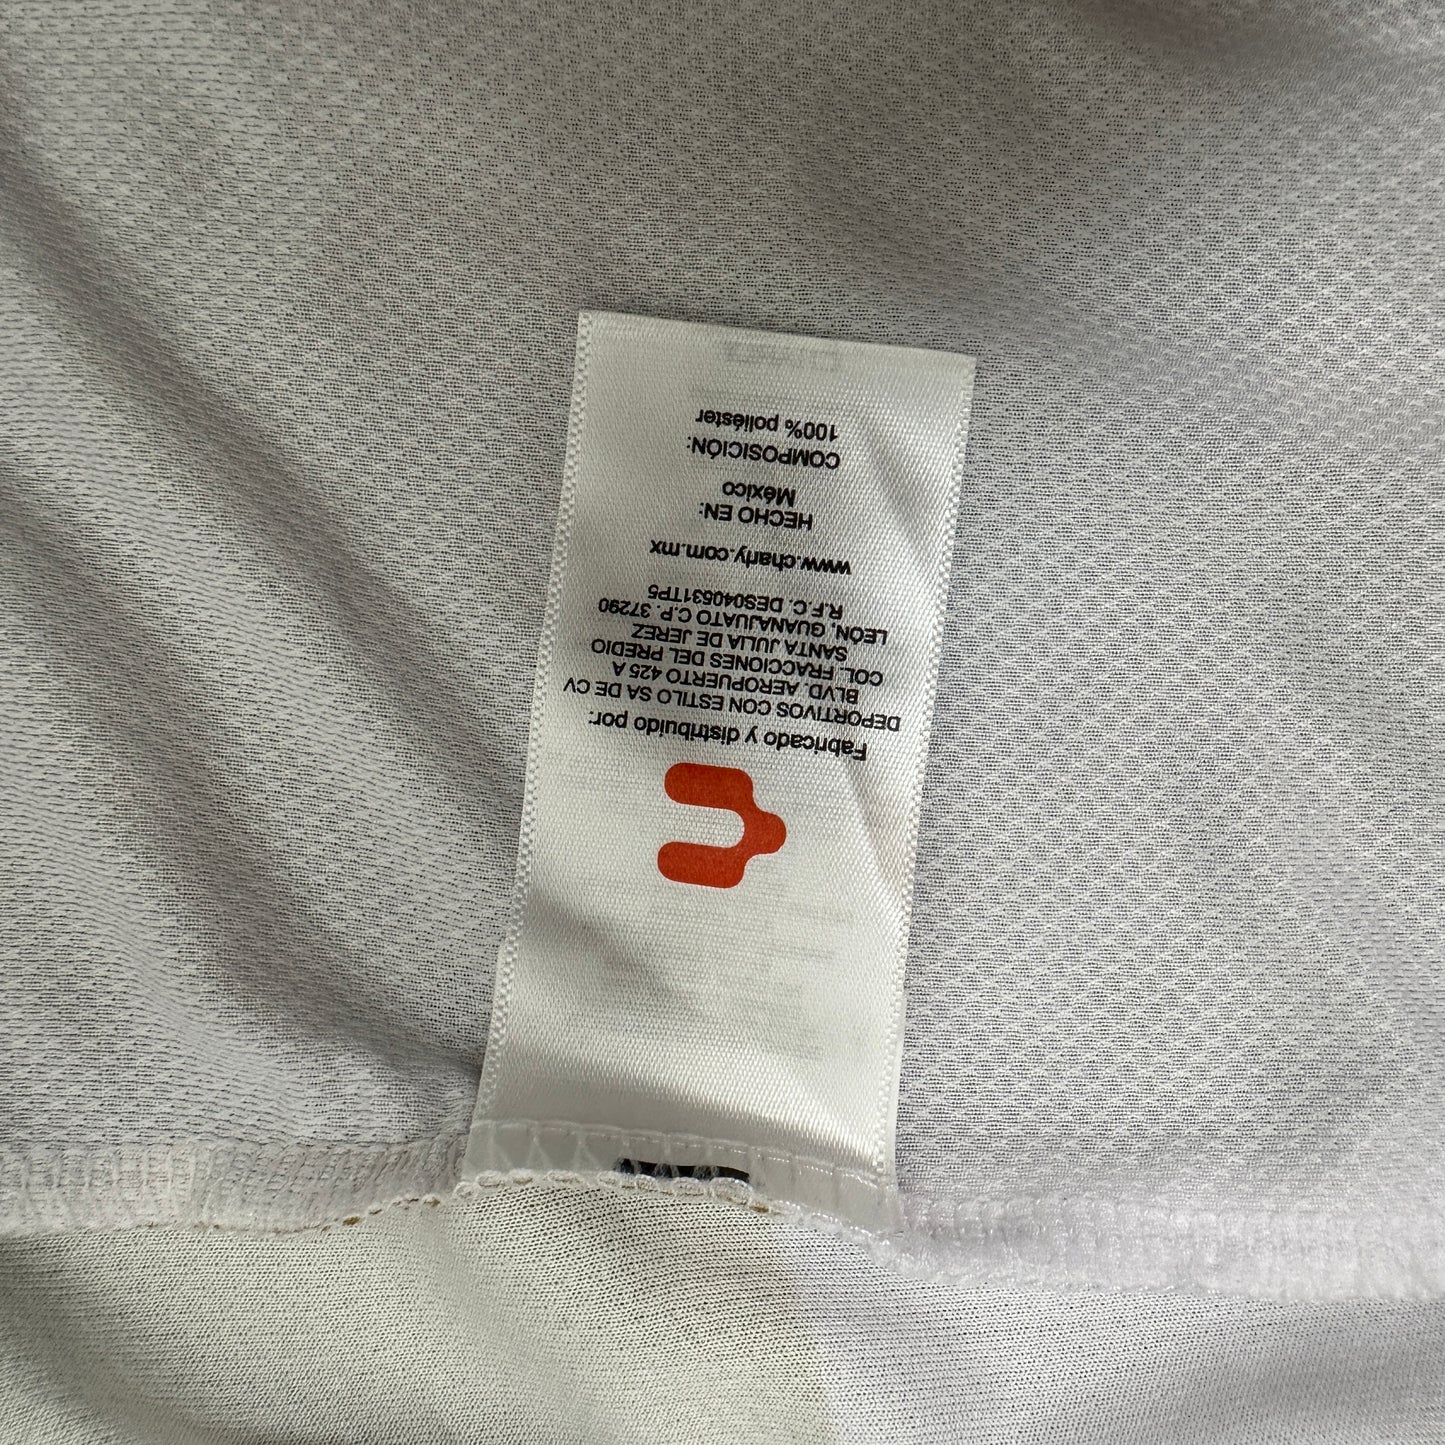 Fabricado y distribuido por:
DEPORTIVOS CON ESTILO SA DE CV
BLVD. AEROPUERTO 425 A
COL. FRACCIONES DEL PREDIO
SANTA JULIA DE JEREZ
LEÓN, GUANAJUATO C.P. 37290
R.F.C. DES040531TP5
www.charly.com.mx
HECHO EN:
México
COMPOSICIÓN:
100% poliéster